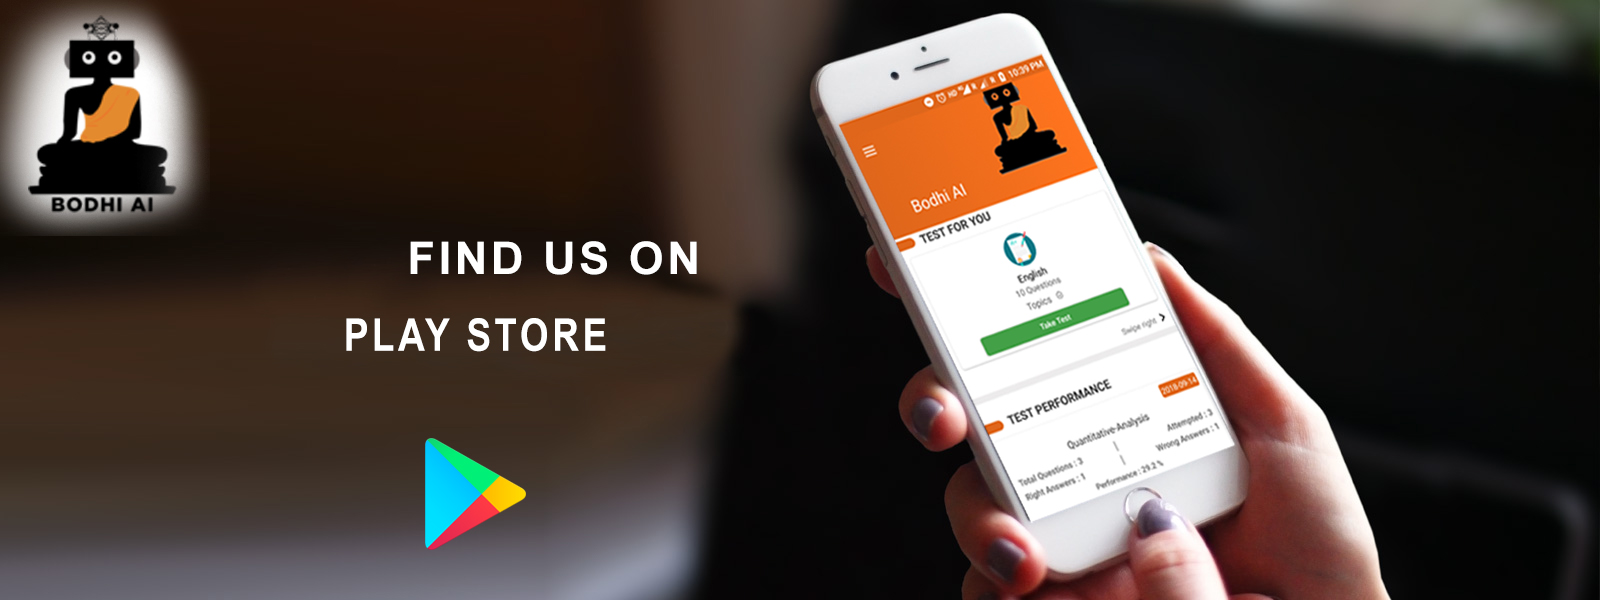 BODHI AI
FIND US ON
PLAY STORE
10:39 PM
Bodhi AI
TEST FOR YOU
English
10 Questions
Topics
Take Test
Swipe right
TEST PERFORMANCE
2018-09-14
Quantitative-Analysis
Total Questions : 3 | Attempted : 3
Right Answers : 1 | Wrong Answers : 1
Performance : 29.2 %